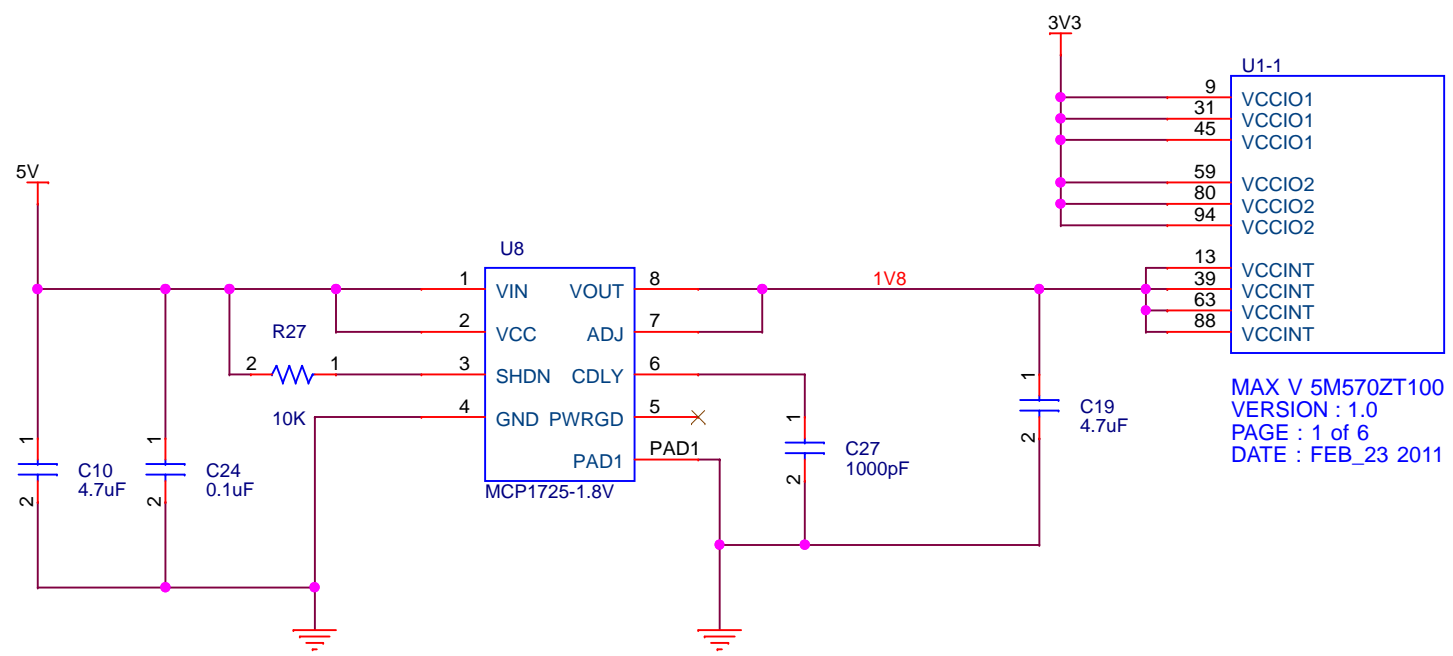 3V3
U1-1
9 VCCIO1
31 VCCIO1
45 VCCIO1
59 VCCIO2
80 VCCIO2
94 VCCIO2
13 VCCINT
39 VCCINT
63 VCCINT
88 VCCINT
MAX V 5M570ZT100
VERSION : 1.0
PAGE : 1 of 6
DATE : FEB_23 2011
5V
U8
1 VIN VOUT 8
2 VCC ADJ 7
3 SHDN CDLY 6
4 GND PWRGD 5
PAD1 PAD1
MCP1725-1.8V
1V8
R27
2 1
10K
1
C10
4.7uF
2
1
C24
0.1uF
2
1
C27
1000pF
2
1
C19
4.7uF
2